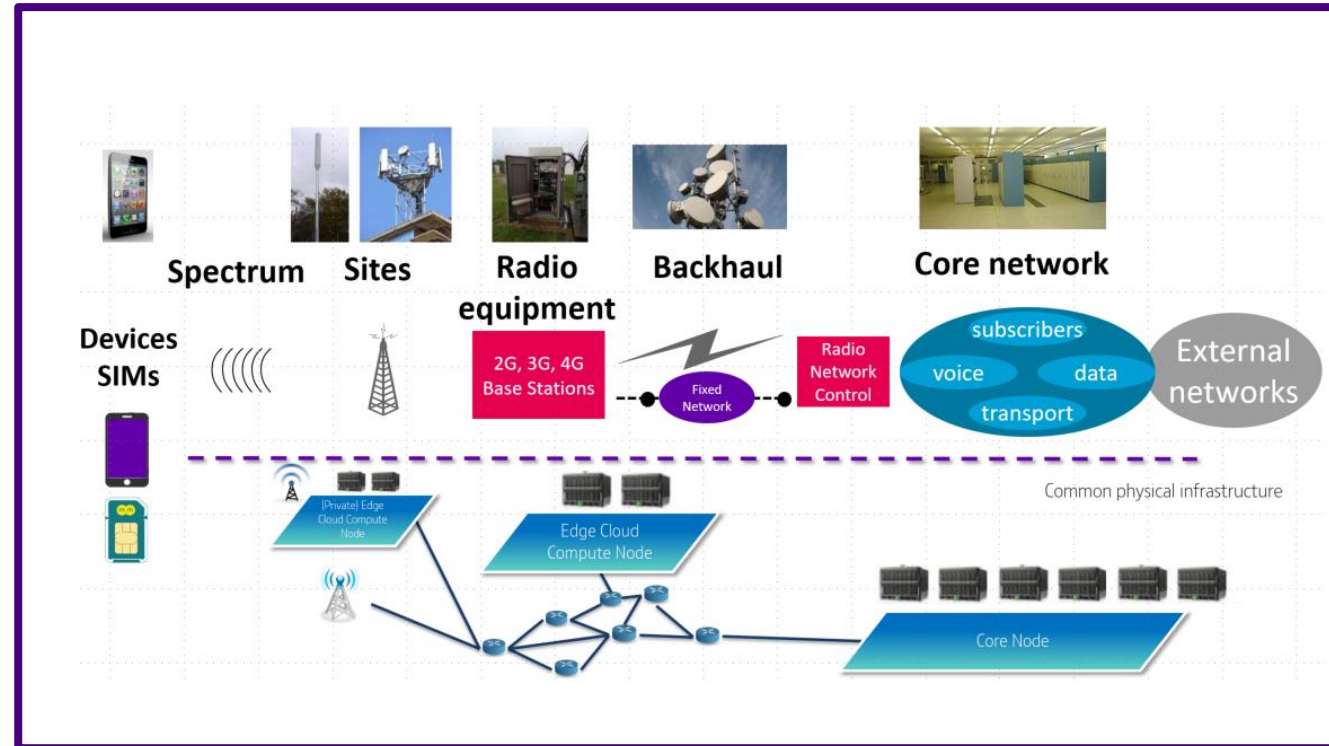 Spectrum
Sites
Radio
equipment
Backhaul
Core network
Devices
SIMs
2G, 3G, 4G
Base Stations
Fixed
Network
Radio
Network
Control
subscribers
voice
data
transport
External
networks
Common physical infrastructure
(Private) Edge
Cloud Compute
Node
Edge Cloud
Compute Node
Core Node